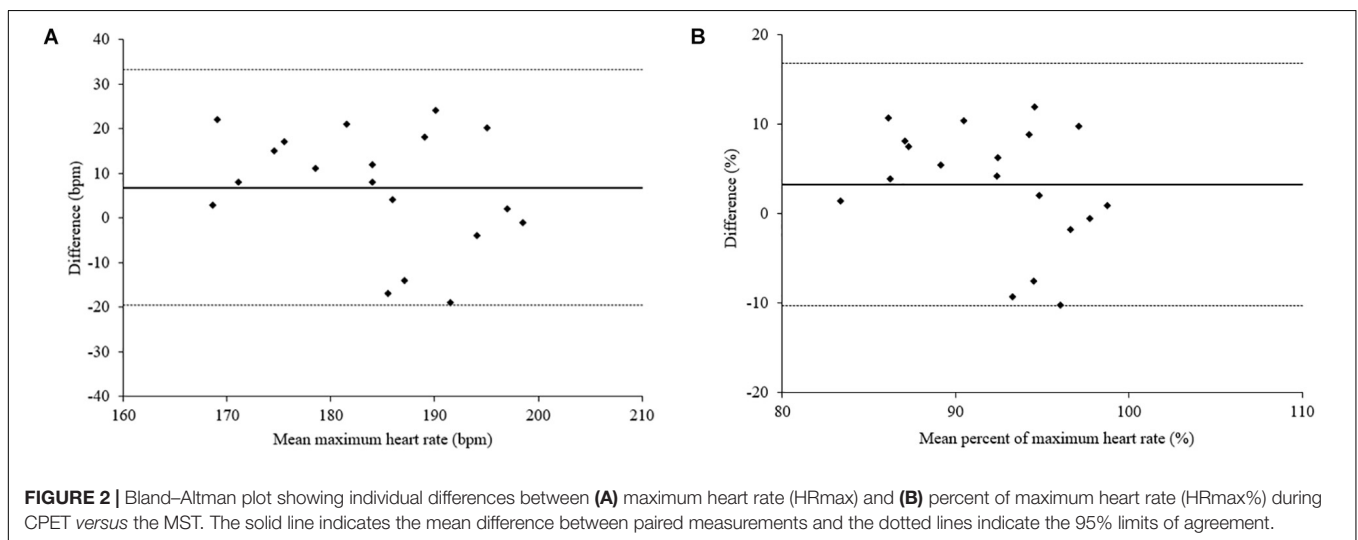 A
40
30
20
10
0
-10
-20
-30
-40
Difference (bpm)
160 170 180 190 200 210
Mean maximum heart rate (bpm)
B
20
10
0
-10
-20
Difference (%)
80 90 100 110
Mean percent of maximum heart rate (%)
FIGURE 2 | Bland–Altman plot showing individual differences between (A) maximum heart rate (HRmax) and (B) percent of maximum heart rate (HRmax%) during
CPET versus the MST. The solid line indicates the mean difference between paired measurements and the dotted lines indicate the 95% limits of agreement.